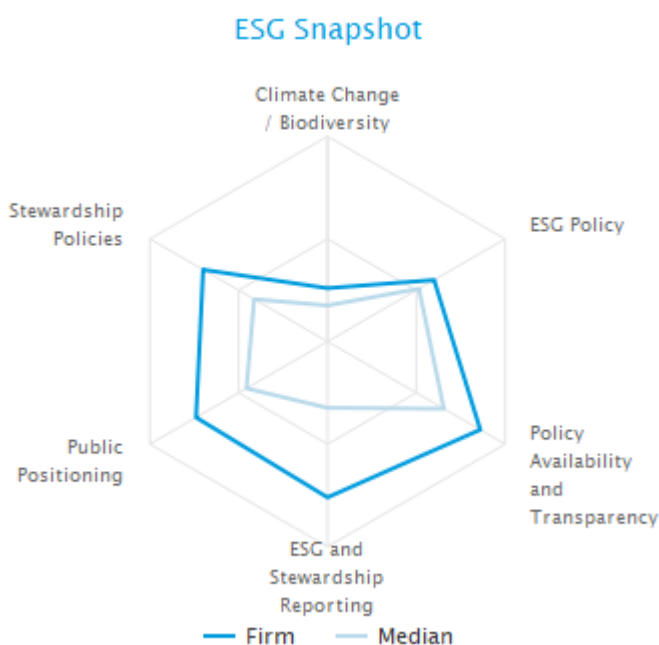 ESG Snapshot
Climate Change
/ Biodiversity
Stewardship
Policies
ESG Policy
Public
Positioning
Policy
Availability
and
Transparency
ESG and
Stewardship
Reporting
Firm
Median